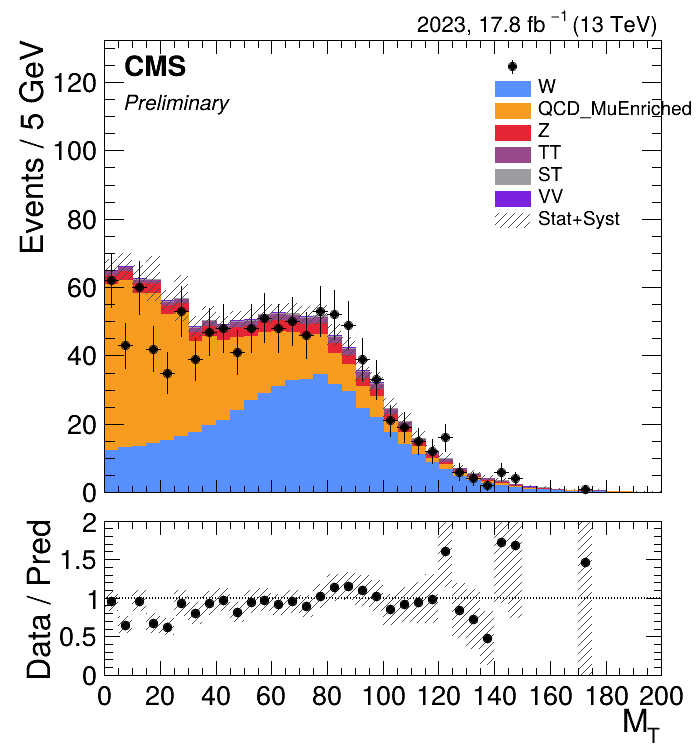 2023, 17.8 fb⁻¹ (13 TeV)
CMS
Preliminary
W
QCD_MuEnriched
Z
TT
ST
VV
Stat+Syst
Events / 5 GeV
120
100
80
60
40
20
0
Data / Pred
2
1.5
1
0.5
0
0 20 40 60 80 100 120 140 160 180 200
M_T